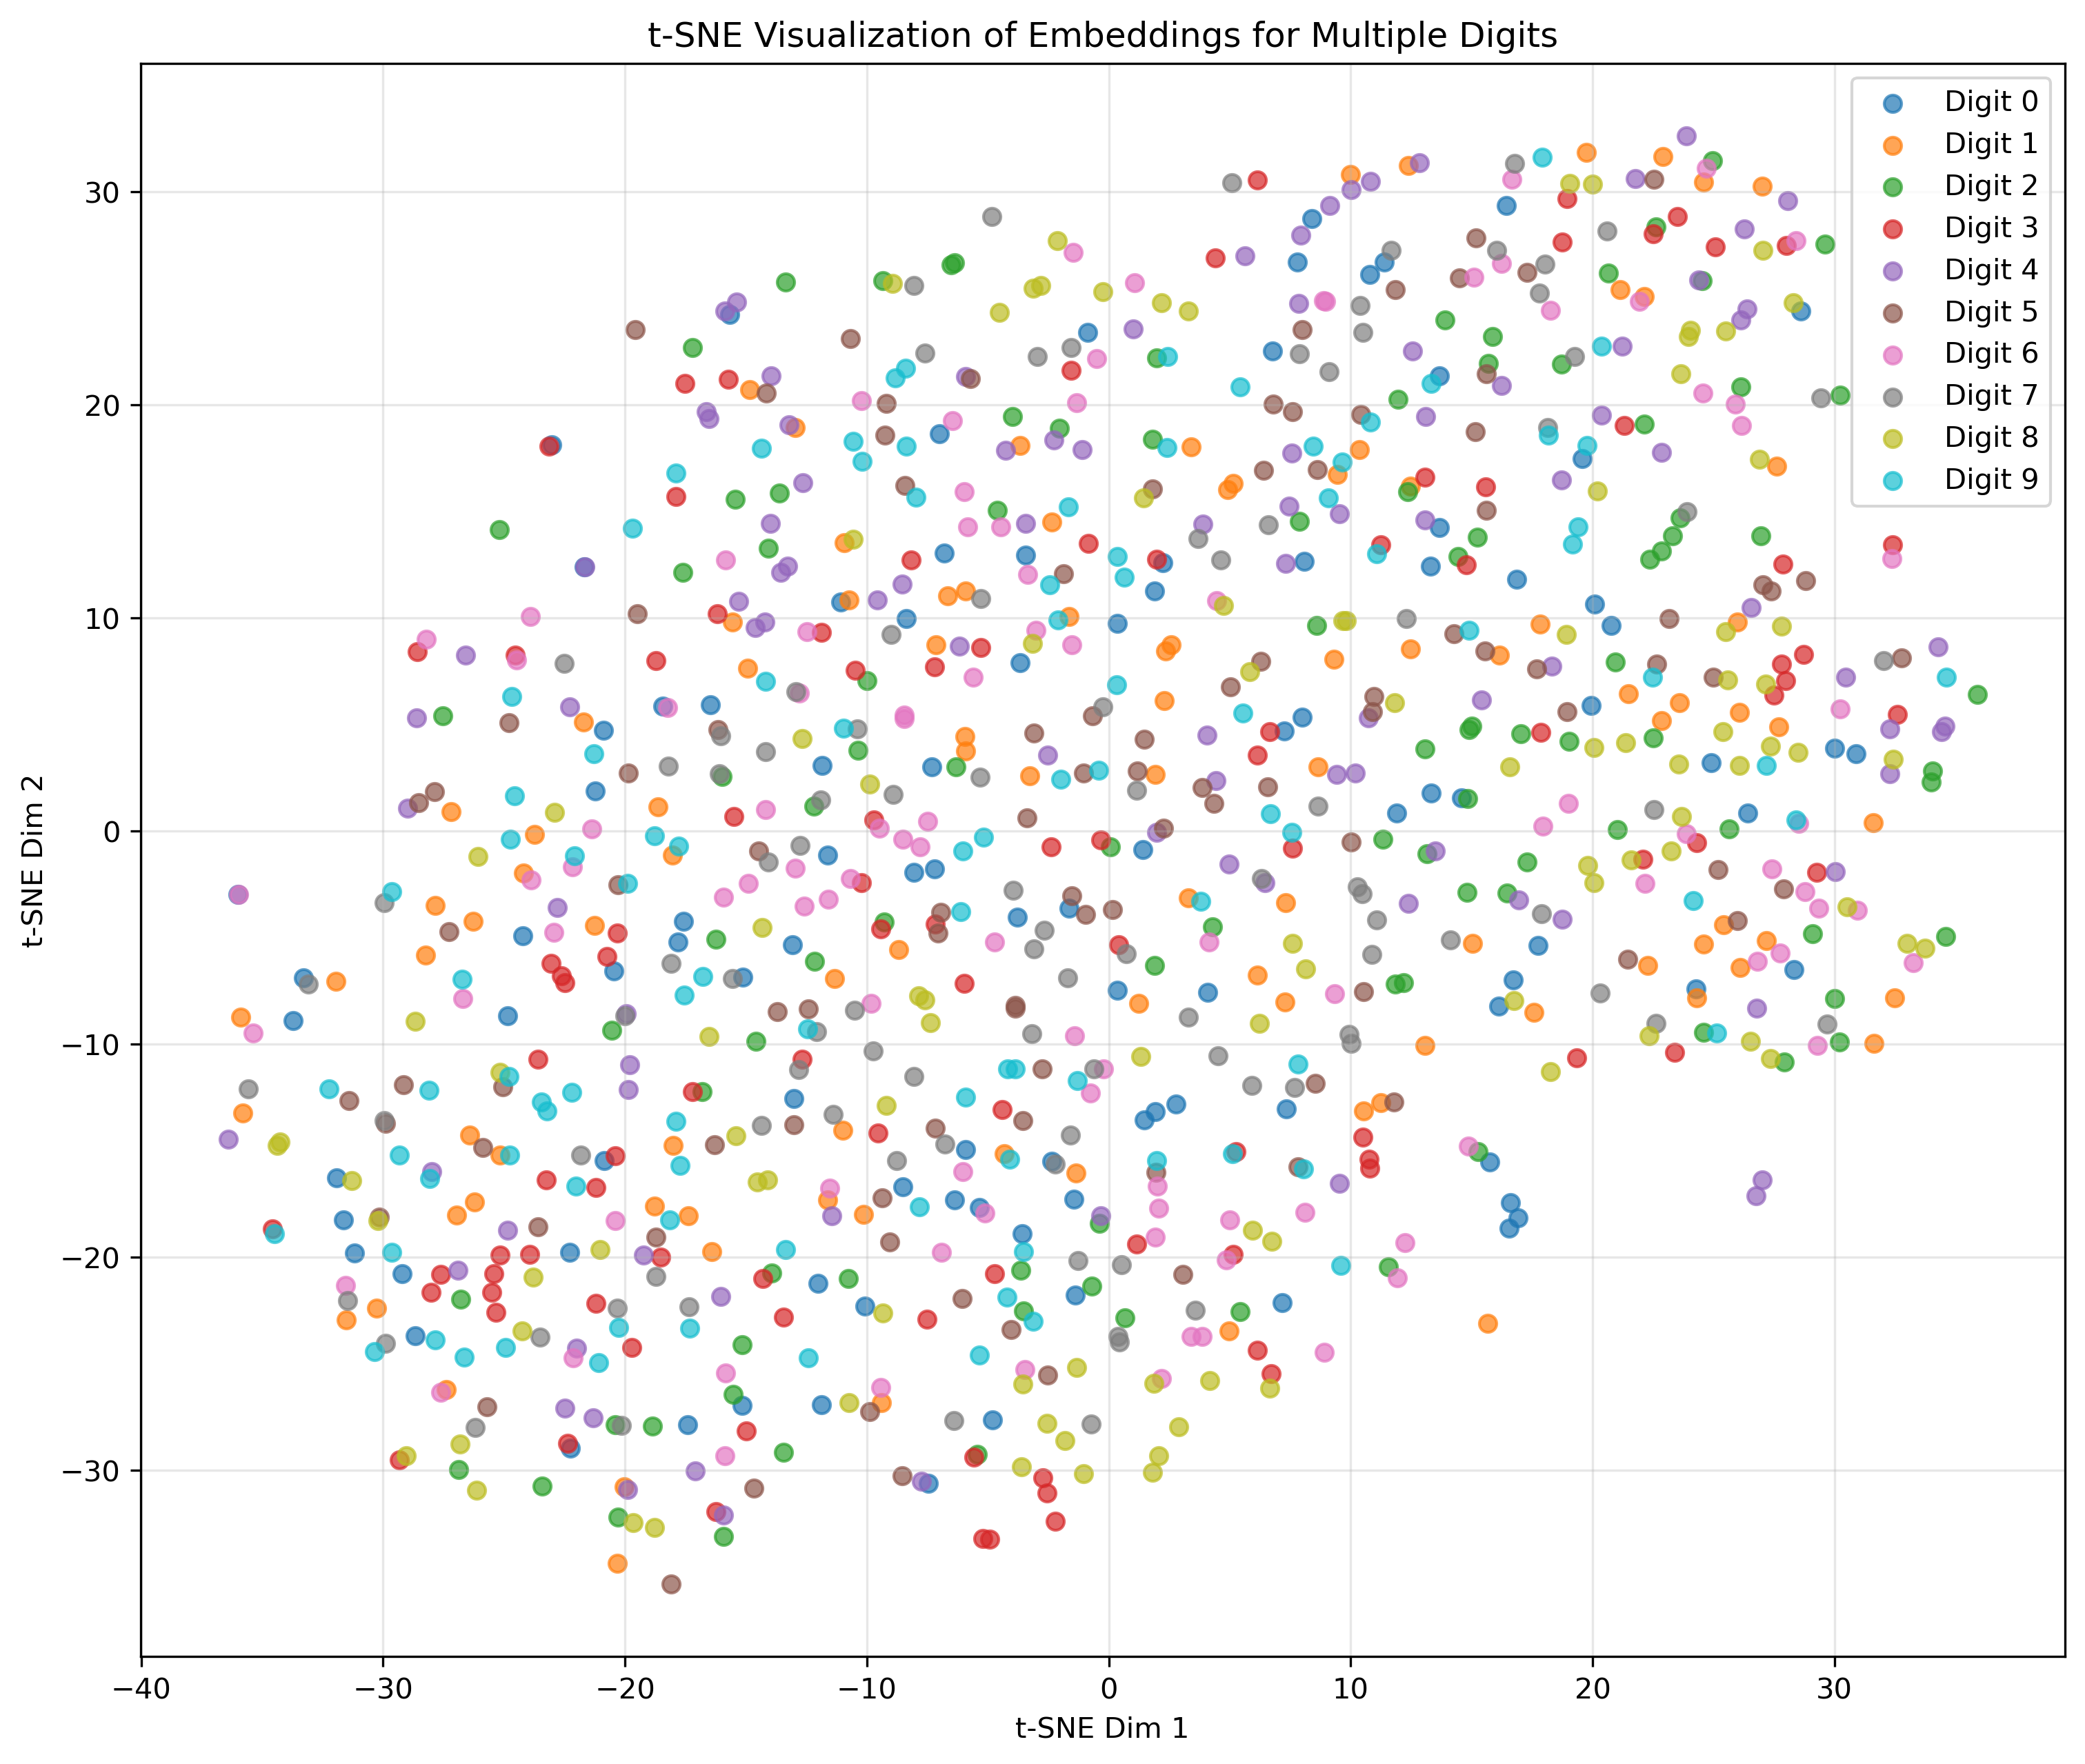 t-SNE Visualization of Embeddings for Multiple Digits
Digit 0
Digit 1
Digit 2
Digit 3
Digit 4
Digit 5
Digit 6
Digit 7
Digit 8
Digit 9
30
20
10
0
−10
−20
−30
t-SNE Dim 2
−40 −30 −20 −10 0 10 20 30
t-SNE Dim 1